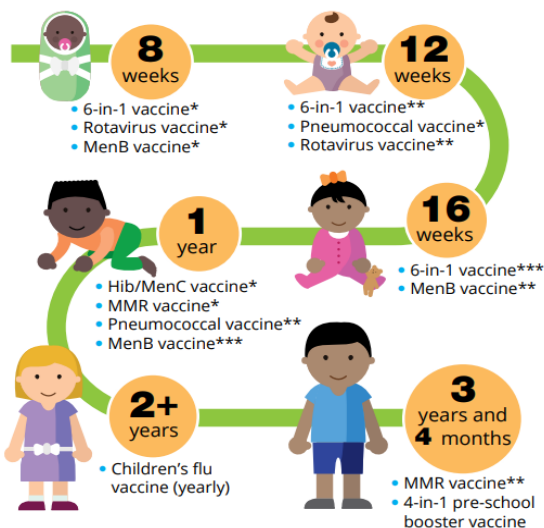 8
weeks
• 6-in-1 vaccine*
• Rotavirus vaccine*
• MenB vaccine*
12
weeks
• 6-in-1 vaccine**
• Pneumococcal vaccine*
• Rotavirus vaccine**
16
weeks
• 6-in-1 vaccine***
• MenB vaccine**
1
year
• Hib/MenC vaccine*
• MMR vaccine*
• Pneumococcal vaccine**
• MenB vaccine***
2+
years
• Children's flu
vaccine (yearly)
3
years and
4 months
• MMR vaccine**
• 4-in-1 pre-school
booster vaccine